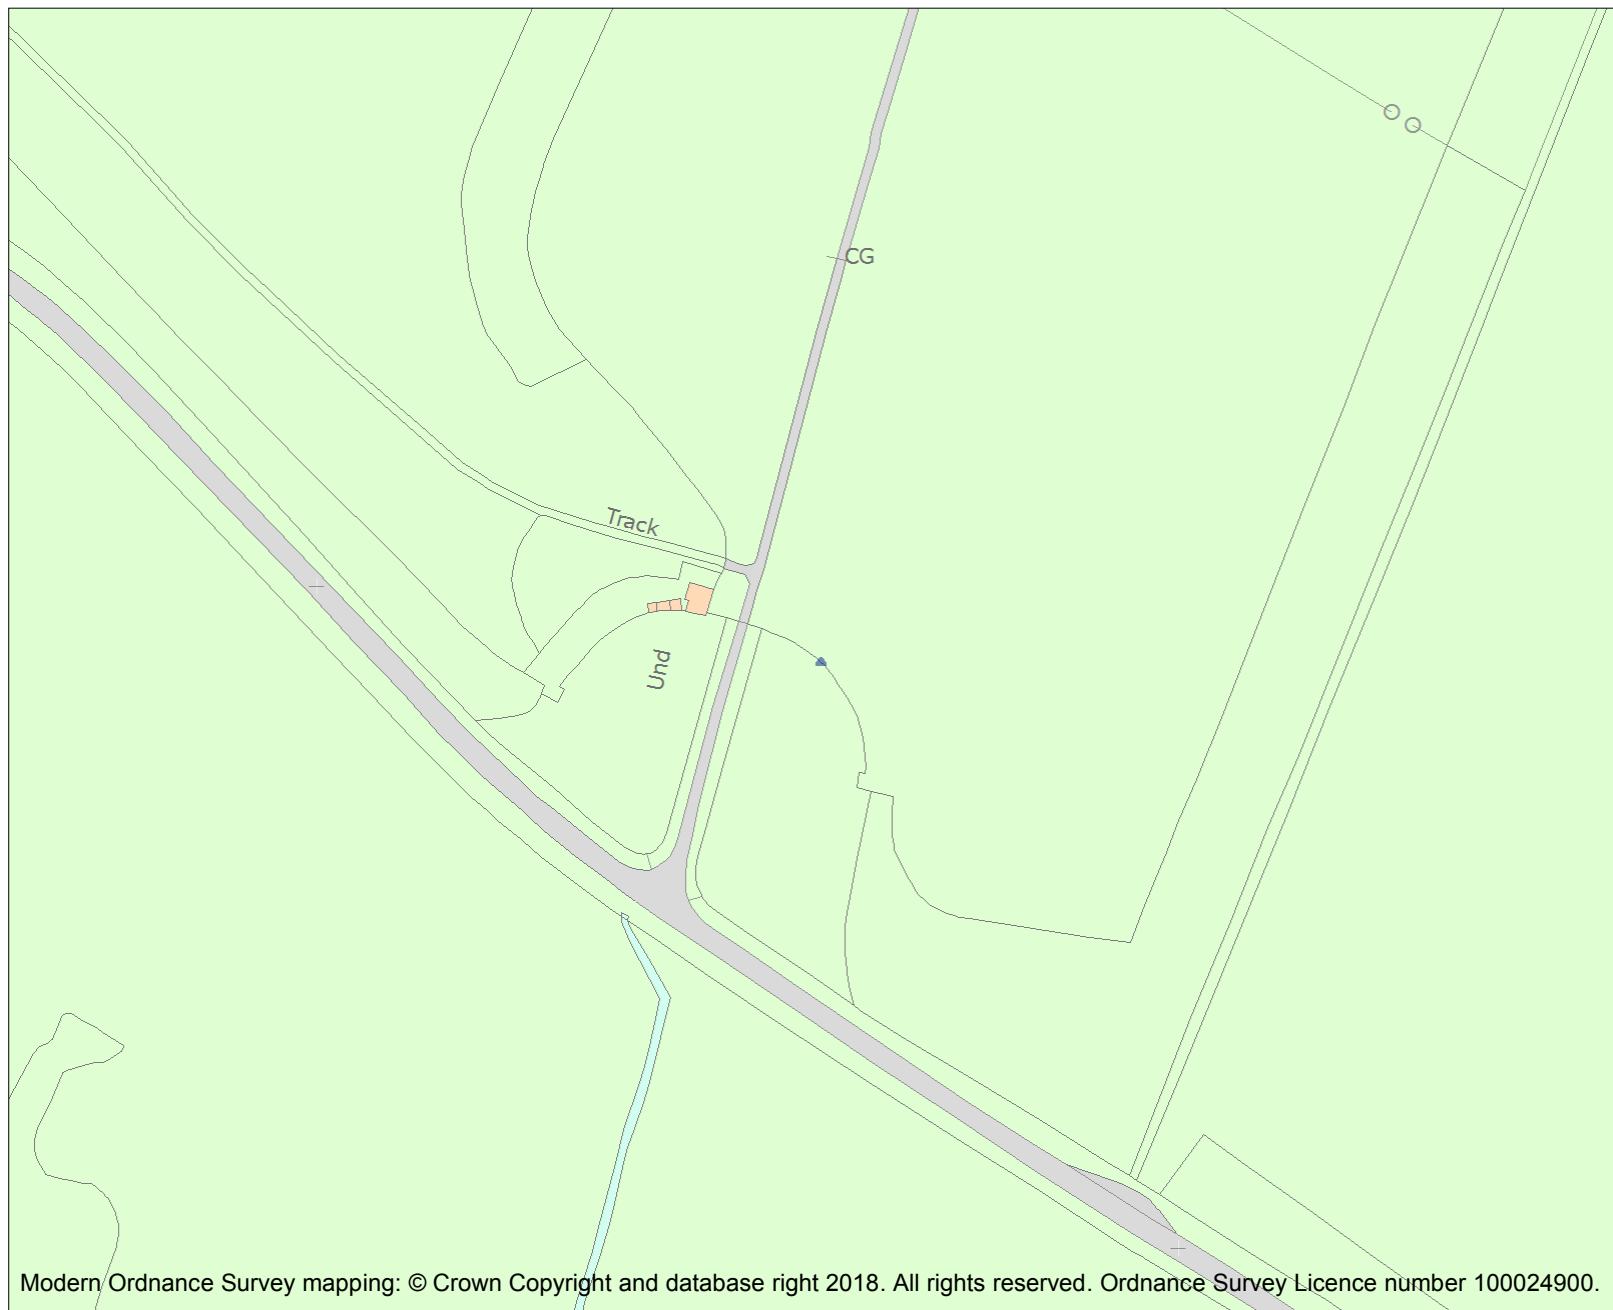 CG
Track
Und
Modern Ordnance Survey mapping: © Crown Copyright and database right 2018. All rights reserved. Ordnance Survey Licence number 100024900.